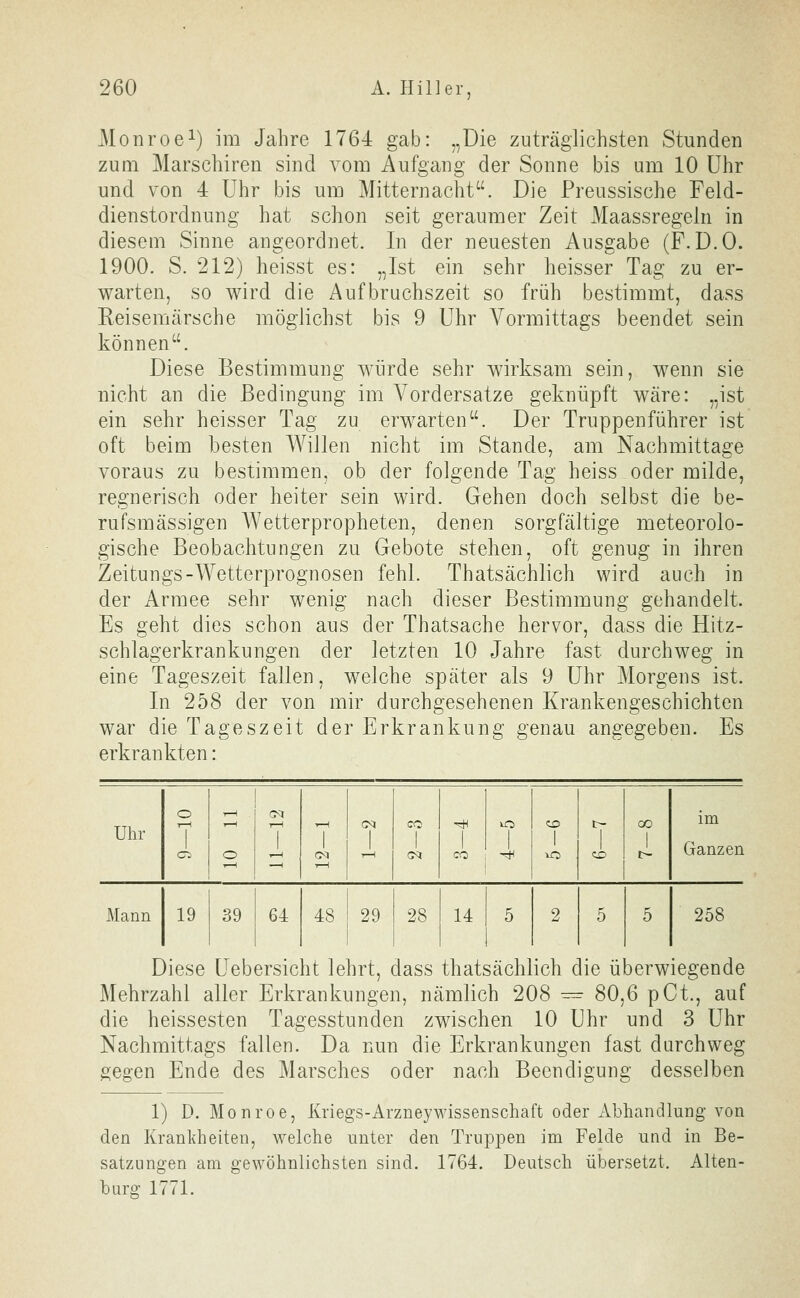 260 A. Hiller,
Monroe¹) im Jahre 1764 gab: „Die zuträglichsten Stunden
zum Marschiren sind vom Aufgang der Sonne bis um 10 Uhr
und von 4 Uhr bis um Mitternacht“. Die Preussische Feld-
dienstordnung hat schon seit geraumer Zeit Maassregeln in
diesem Sinne angeordnet. In der neuesten Ausgabe (F.D.O.
1900. S. 212) heisst es: „Ist ein sehr heisser Tag zu er-
warten, so wird die Aufbruchszeit so früh bestimmt, dass
Reisemärsche möglichst bis 9 Uhr Vormittags beendet sein
können“.
Diese Bestimmung würde sehr wirksam sein, wenn sie
nicht an die Bedingung im Vordersatze geknüpft wäre: „ist
ein sehr heisser Tag zu erwarten“. Der Truppenführer ist
oft beim besten Willen nicht im Stande, am Nachmittage
voraus zu bestimmen, ob der folgende Tag heiss oder milde,
regnerisch oder heiter sein wird. Gehen doch selbst die be-
rufsmässigen Wetterpropheten, denen sorgfältige meteorolo-
gische Beobachtungen zu Gebote stehen, oft genug in ihren
Zeitungs-Wetterprognosen fehl. Thatsächlich wird auch in
der Armee sehr wenig nach dieser Bestimmung gehandelt.
Es geht dies schon aus der Thatsache hervor, dass die Hitz-
schlagerkrankungen der letzten 10 Jahre fast durchweg in
eine Tageszeit fallen, welche später als 9 Uhr Morgens ist.
In 258 der von mir durchgesehenen Krankengeschichten
war die Tageszeit der Erkrankung genau angegeben. Es
erkrankten:
Uhr 9—10 10 11 11—12 12—1 1—2 2—3 3—4 4—5 5—6 6—7 7—8 im Ganzen
Mann 19 39 64 48 29 28 14 5 2 5 5 258
Diese Uebersicht lehrt, dass thatsächlich die überwiegende
Mehrzahl aller Erkrankungen, nämlich 208 = 80,6 pCt., auf
die heissesten Tagesstunden zwischen 10 Uhr und 3 Uhr
Nachmittags fallen. Da nun die Erkrankungen fast durchweg
gegen Ende des Marsches oder nach Beendigung desselben
1) D. Monroe, Kriegs-Arzneywissenschaft oder Abhandlung von
den Krankheiten, welche unter den Truppen im Felde und in Be-
satzungen am gewöhnlichsten sind. 1764. Deutsch übersetzt. Alten-
burg 1771.